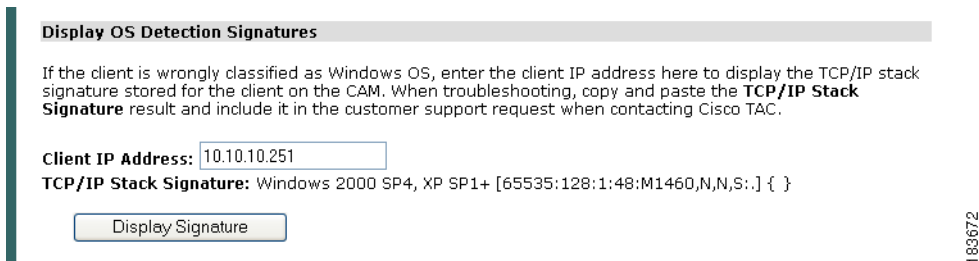 Display OS Detection Signatures
If the client is wrongly classified as Windows OS, enter the client IP address here to display the TCP/IP stack
signature stored for the client on the CAM. When troubleshooting, copy and paste the TCP/IP Stack
Signature result and include it in the customer support request when contacting Cisco TAC.
Client IP Address: 10.10.10.251
TCP/IP Stack Signature: Windows 2000 SP4, XP SP1+ [65535:128:1:48:M1460,N,N,S:.] { }
Display Signature
183672